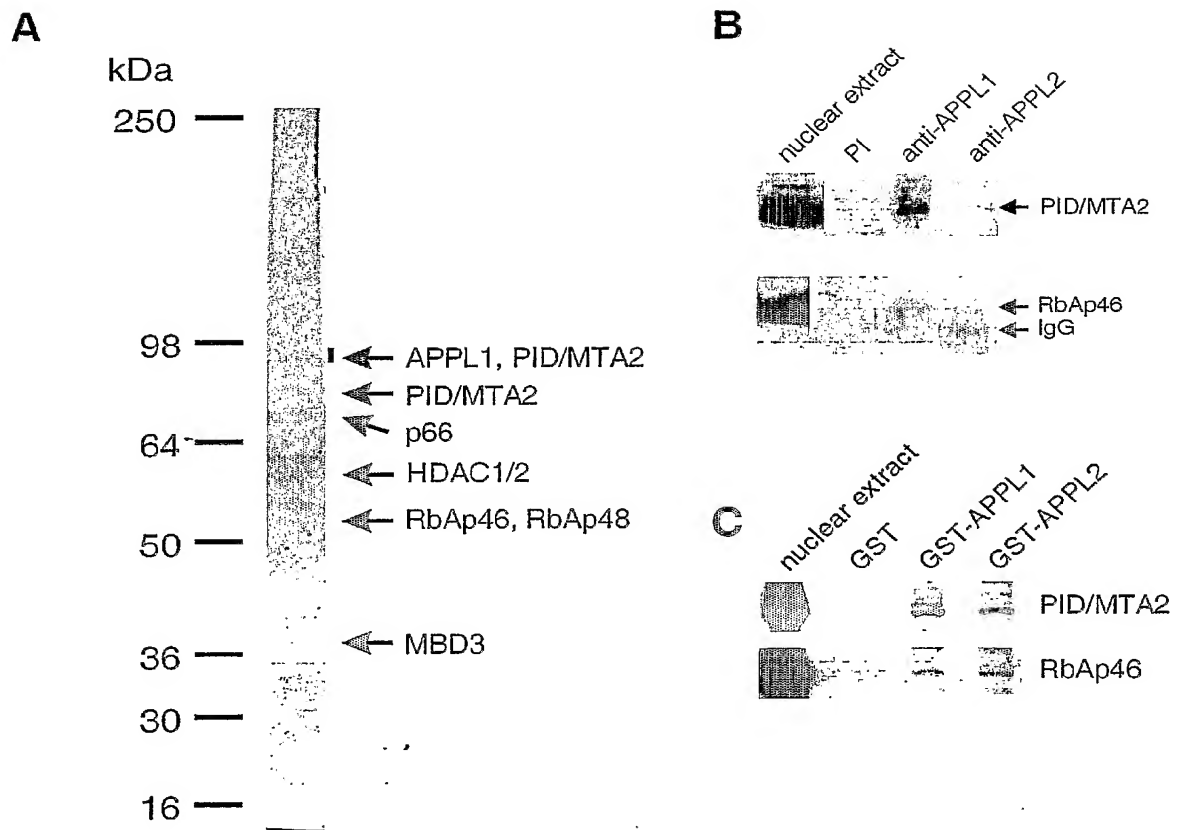 A
kDa
250
98
64
50
36
30
16
APPL1, PID/MTA2
PID/MTA2
p66
HDAC1/2
RbAp46, RbAp48
MBD3
B
nuclear extract
PI
anti-APPL1
anti-APPL2
PID/MTA2
RbAp46
IgG
C
nuclear extract
GST
GST-APPL1
GST-APPL2
PID/MTA2
RbAp46